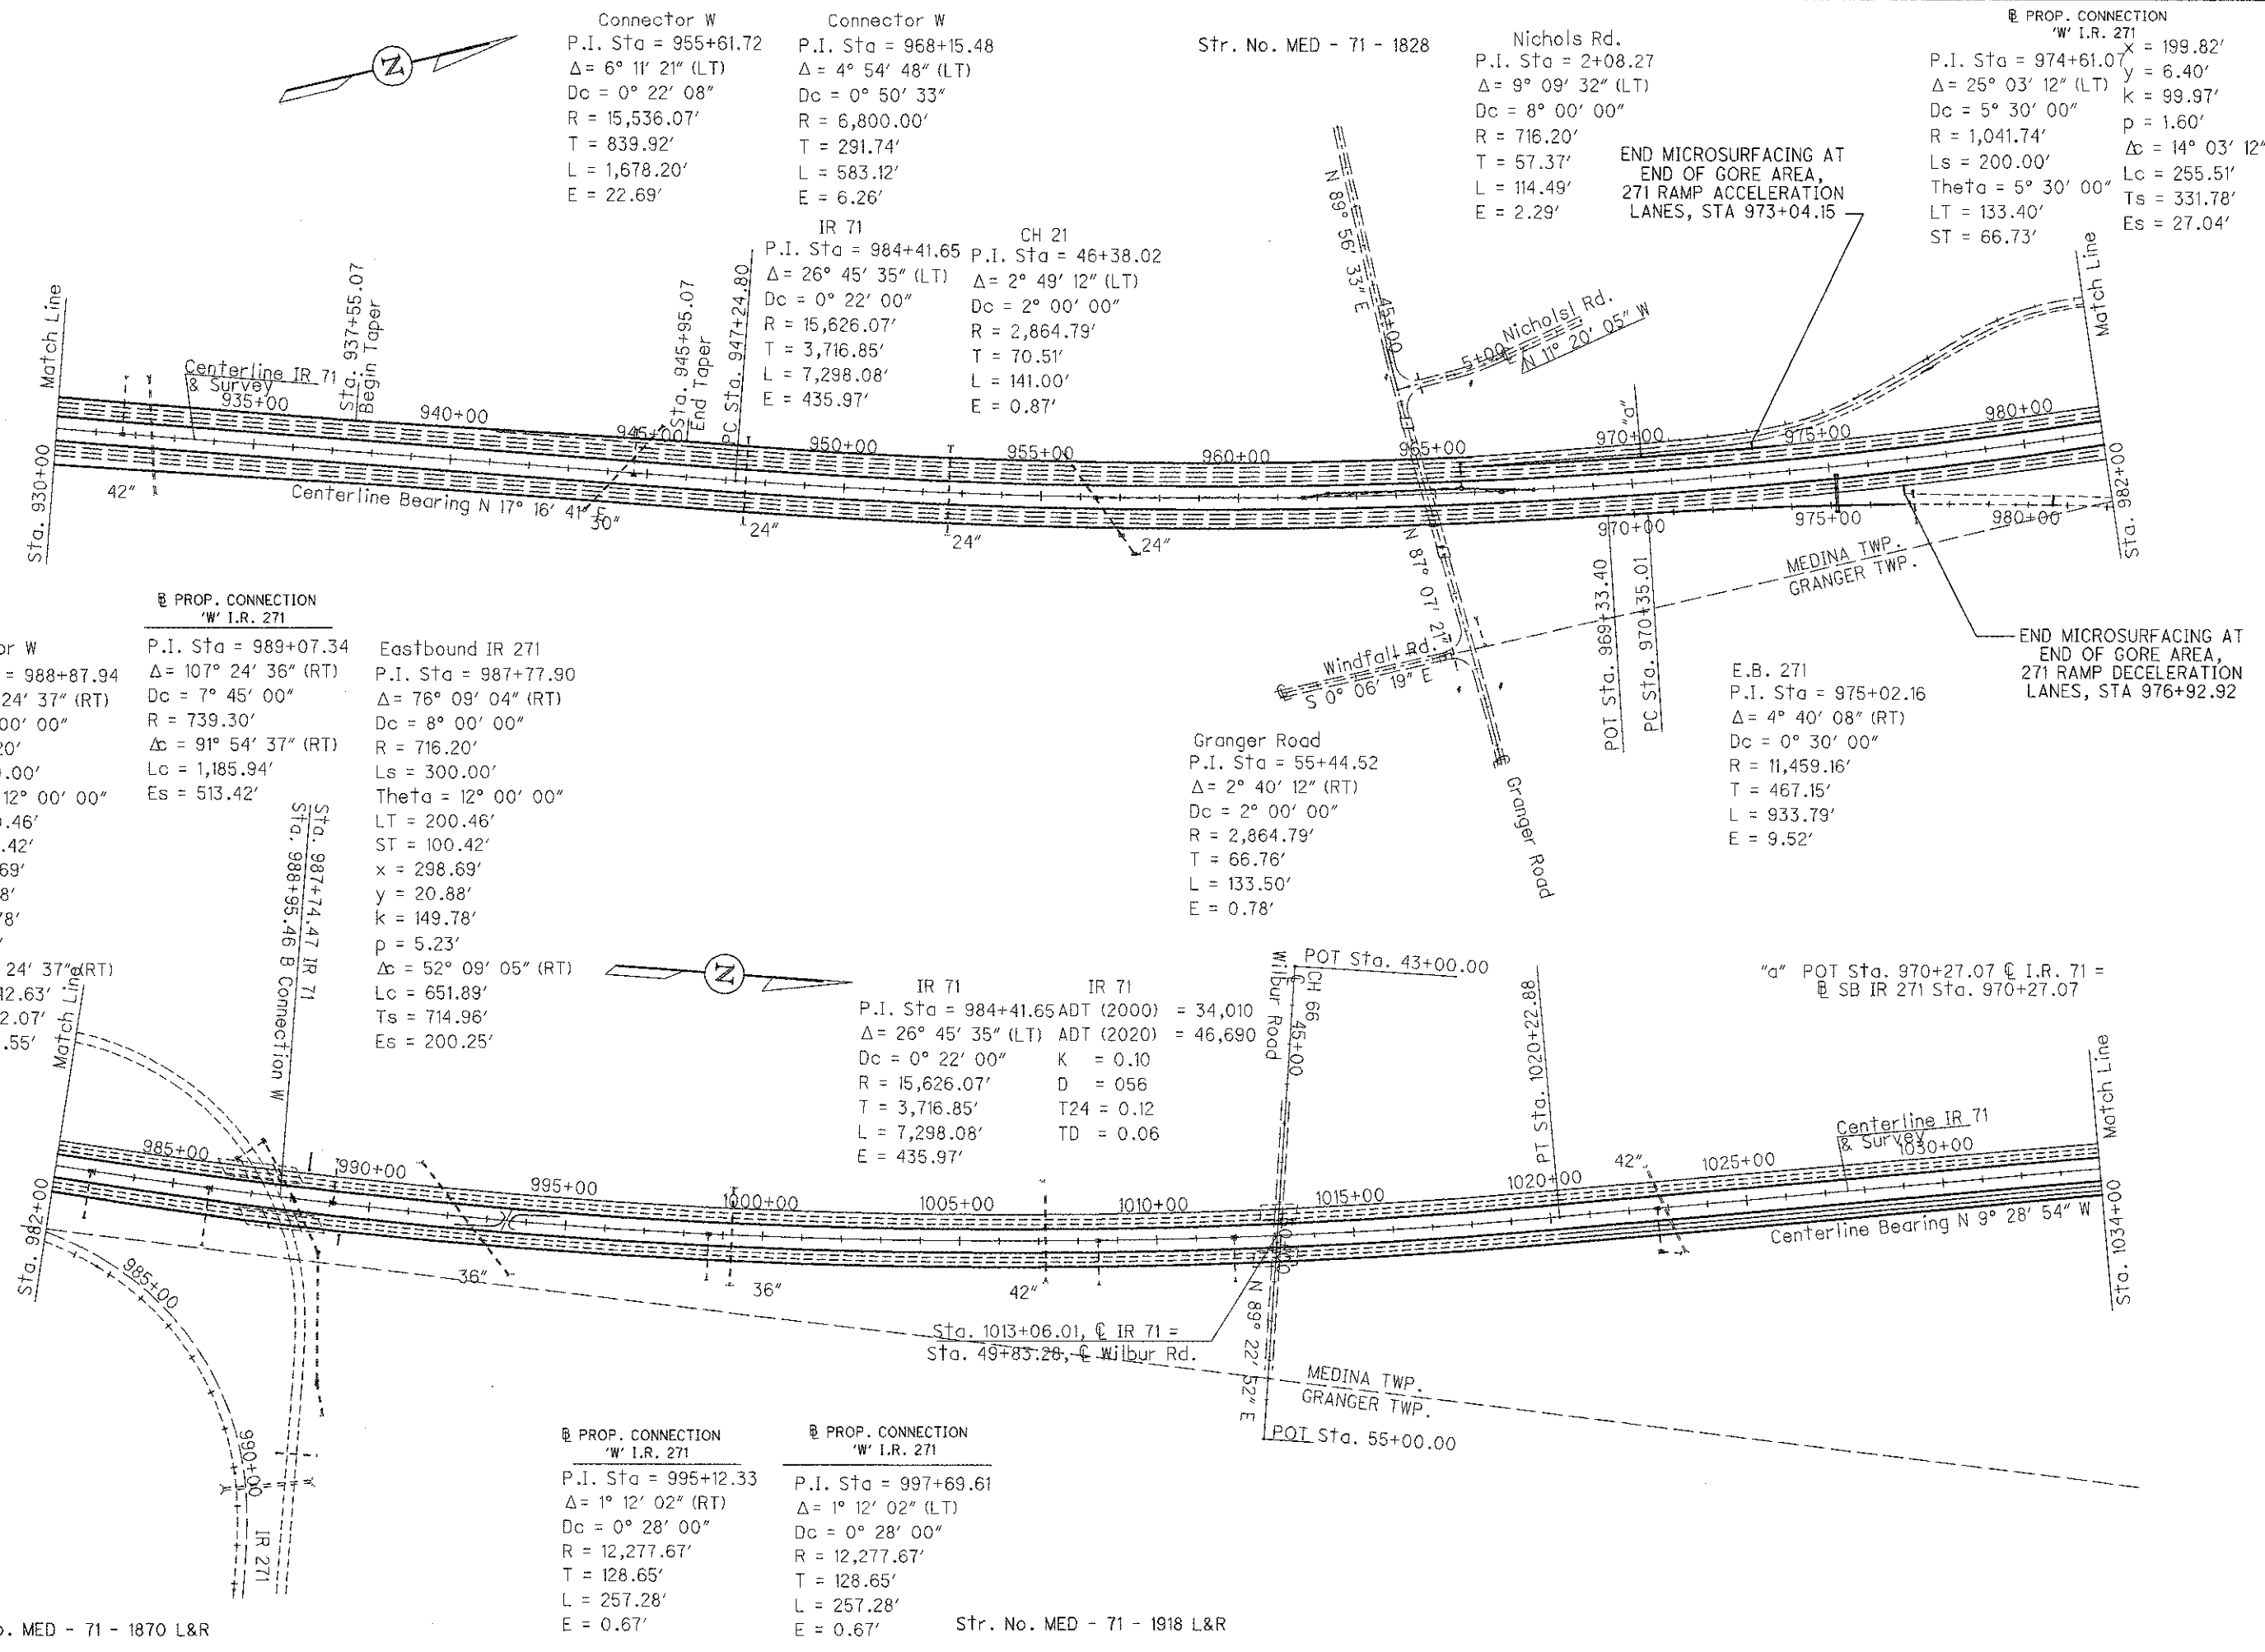 Connector W
P.I. Sta = 955+61.72
Δ = 6° 11' 21" (LT)
Dc = 0° 22' 08"
R = 15,536.07'
T = 839.92'
L = 1,678.20'
E = 22.69'
Connector W
P.I. Sta = 968+15.48
Δ = 4° 54' 48" (LT)
Dc = 0° 50' 33"
R = 6,800.00'
T = 291.74'
L = 583.12'
E = 6.26'
Str. No. MED - 71 - 1828
Nichols Rd.
P.I. Sta = 2+08.27
Δ = 9° 09' 32" (LT)
Dc = 8° 00' 00"
R = 716.20'
T = 57.37'
L = 114.49'
E = 2.29'
END MICROSURFACING AT
END OF GORE AREA,
271 RAMP ACCELERATION
LANES, STA 973+04.15
℄ PROP. CONNECTION
'W' I.R. 271
P.I. Sta = 974+61.07
Δ = 25° 03' 12" (LT)
Dc = 5° 30' 00"
R = 1,041.74'
Ls = 200.00'
Theta = 5° 30' 00"
LT = 133.40'
ST = 66.73'
x = 199.82'
y = 6.40'
k = 99.97'
p = 1.60'
Δc = 14° 03' 12"
Lc = 255.51'
Ts = 331.78'
Es = 27.04'
IR 71
P.I. Sta = 984+41.65
Δ = 26° 45' 35" (LT)
Dc = 0° 22' 00"
R = 15,626.07'
T = 3,716.85'
L = 7,298.08'
E = 435.97'
CH 21
P.I. Sta = 46+38.02
Δ = 2° 49' 12" (LT)
Dc = 2° 00' 00"
R = 2,864.79'
T = 70.51'
L = 141.00'
E = 0.87'
Match Line
Sta. 930+00
Centerline IR 71
& Survey
Sta. 937+55.07
Begin Taper
Sta. 945+95.07
End Taper
PC Sta. 947+24.80
935+00
940+00
945+00
950+00
955+00
960+00
965+00
970+00
975+00
980+00
"a"
N 89° 56' 33" E
45+00
Nicholsl Rd.
5+00
N 11° 20' 05" W
Match Line
Sta. 982+00
42"
Centerline Bearing N 17° 16' 41" E
30"
24"
24"
24"
970+00
975+00
980+00
N 87° 07' 21"
MEDINA TWP.
GRANGER TWP.
POT Sta. 969+33.40
PC Sta. 970+35.01
Windfall Rd.
S 0° 06' 19" E
Granger Road
END MICROSURFACING AT
END OF GORE AREA,
271 RAMP DECELERATION
LANES, STA 976+92.92
or W
= 988+87.94
24' 37" (RT)
00' 00"
20'
.00'
12° 00' 00"
.46'
.42'
69'
8'
78'
'
24' 37" (RT)
12.63'
2.07'
.55'
℄ PROP. CONNECTION
'W' I.R. 271
P.I. Sta = 989+07.34
Δ = 107° 24' 36" (RT)
Dc = 7° 45' 00"
R = 739.30'
Δc = 91° 54' 37" (RT)
Lc = 1,185.94'
Es = 513.42'
Eastbound IR 271
P.I. Sta = 987+77.90
Δ = 76° 09' 04" (RT)
Dc = 8° 00' 00"
R = 716.20'
Ls = 300.00'
Theta = 12° 00' 00"
LT = 200.46'
ST = 100.42'
x = 298.69'
y = 20.88'
k = 149.78'
p = 5.23'
Δc = 52° 09' 05" (RT)
Lc = 651.89'
Ts = 714.96'
Es = 200.25'
Granger Road
P.I. Sta = 55+44.52
Δ = 2° 40' 12" (RT)
Dc = 2° 00' 00"
R = 2,864.79'
T = 66.76'
L = 133.50'
E = 0.78'
E.B. 271
P.I. Sta = 975+02.16
Δ = 4° 40' 08" (RT)
Dc = 0° 30' 00"
R = 11,459.16'
T = 467.15'
L = 933.79'
E = 9.52'
Sta. 987+74.47 IR 71
Sta. 988+95.46 B Connection W
N
IR 71
P.I. Sta = 984+41.65
Δ = 26° 45' 35" (LT)
Dc = 0° 22' 00"
R = 15,626.07'
T = 3,716.85'
L = 7,298.08'
E = 435.97'
IR 71
ADT (2000) = 34,010
ADT (2020) = 46,690
K = 0.10
D = 056
T24 = 0.12
TD = 0.06
Wilbur Road
CH 66
45+00
POT Sta. 43+00.00
PT Sta. 1020+22.88
"a" POT Sta. 970+27.07 ℄ I.R. 71 =
℄ SB IR 271 Sta. 970+27.07
Match Line
Sta. 982+00
985+00
990+00
995+00
1000+00
1005+00
1010+00
1015+00
1020+00
42"
1025+00
1030+00
Centerline IR 71
& Survey
Match Line
Sta. 1034+00
Centerline Bearing N 9° 28' 54" W
36"
36"
42"
985+00
990+00
IR 271
Sta. 1013+06.01, ℄ IR 71 =
Sta. 49+83.28, ℄ Wilbur Rd.
N 89° 22' 52" E
MEDINA TWP.
GRANGER TWP.
POT Sta. 55+00.00
℄ PROP. CONNECTION
'W' I.R. 271
P.I. Sta = 995+12.33
Δ = 1° 12' 02" (RT)
Dc = 0° 28' 00"
R = 12,277.67'
T = 128.65'
L = 257.28'
E = 0.67'
℄ PROP. CONNECTION
'W' I.R. 271
P.I. Sta = 997+69.61
Δ = 1° 12' 02" (LT)
Dc = 0° 28' 00"
R = 12,277.67'
T = 128.65'
L = 257.28'
E = 0.67'
o. MED - 71 - 1870 L&R
Str. No. MED - 71 - 1918 L&R